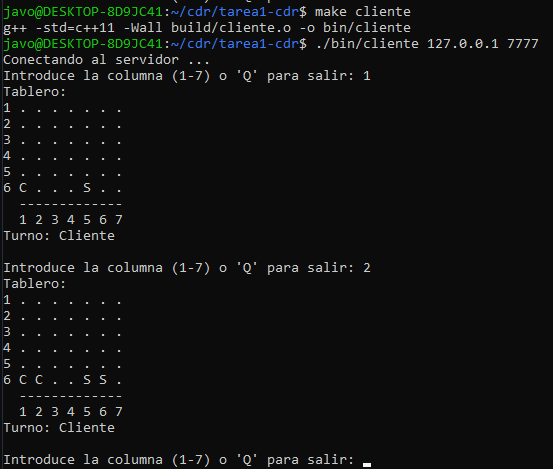 javo@DESKTOP-8D9JC41:~/cdr/tarea1-cdr$ make cliente
g++ -std=c++11 -Wall build/cliente.o -o bin/cliente
javo@DESKTOP-8D9JC41:~/cdr/tarea1-cdr$ ./bin/cliente 127.0.0.1 7777
Conectando al servidor ...
Introduce la columna (1-7) o 'Q' para salir: 1
Tablero:
1 . . . . . . .
2 . . . . . . .
3 . . . . . . .
4 . . . . . . .
5 . . . . . . .
6 C . . . S . .
  -------------
  1 2 3 4 5 6 7
Turno: Cliente

Introduce la columna (1-7) o 'Q' para salir: 2
Tablero:
1 . . . . . . .
2 . . . . . . .
3 . . . . . . .
4 . . . . . . .
5 . . . . . . .
6 C C . . S S .
  -------------
  1 2 3 4 5 6 7
Turno: Cliente

Introduce la columna (1-7) o 'Q' para salir: